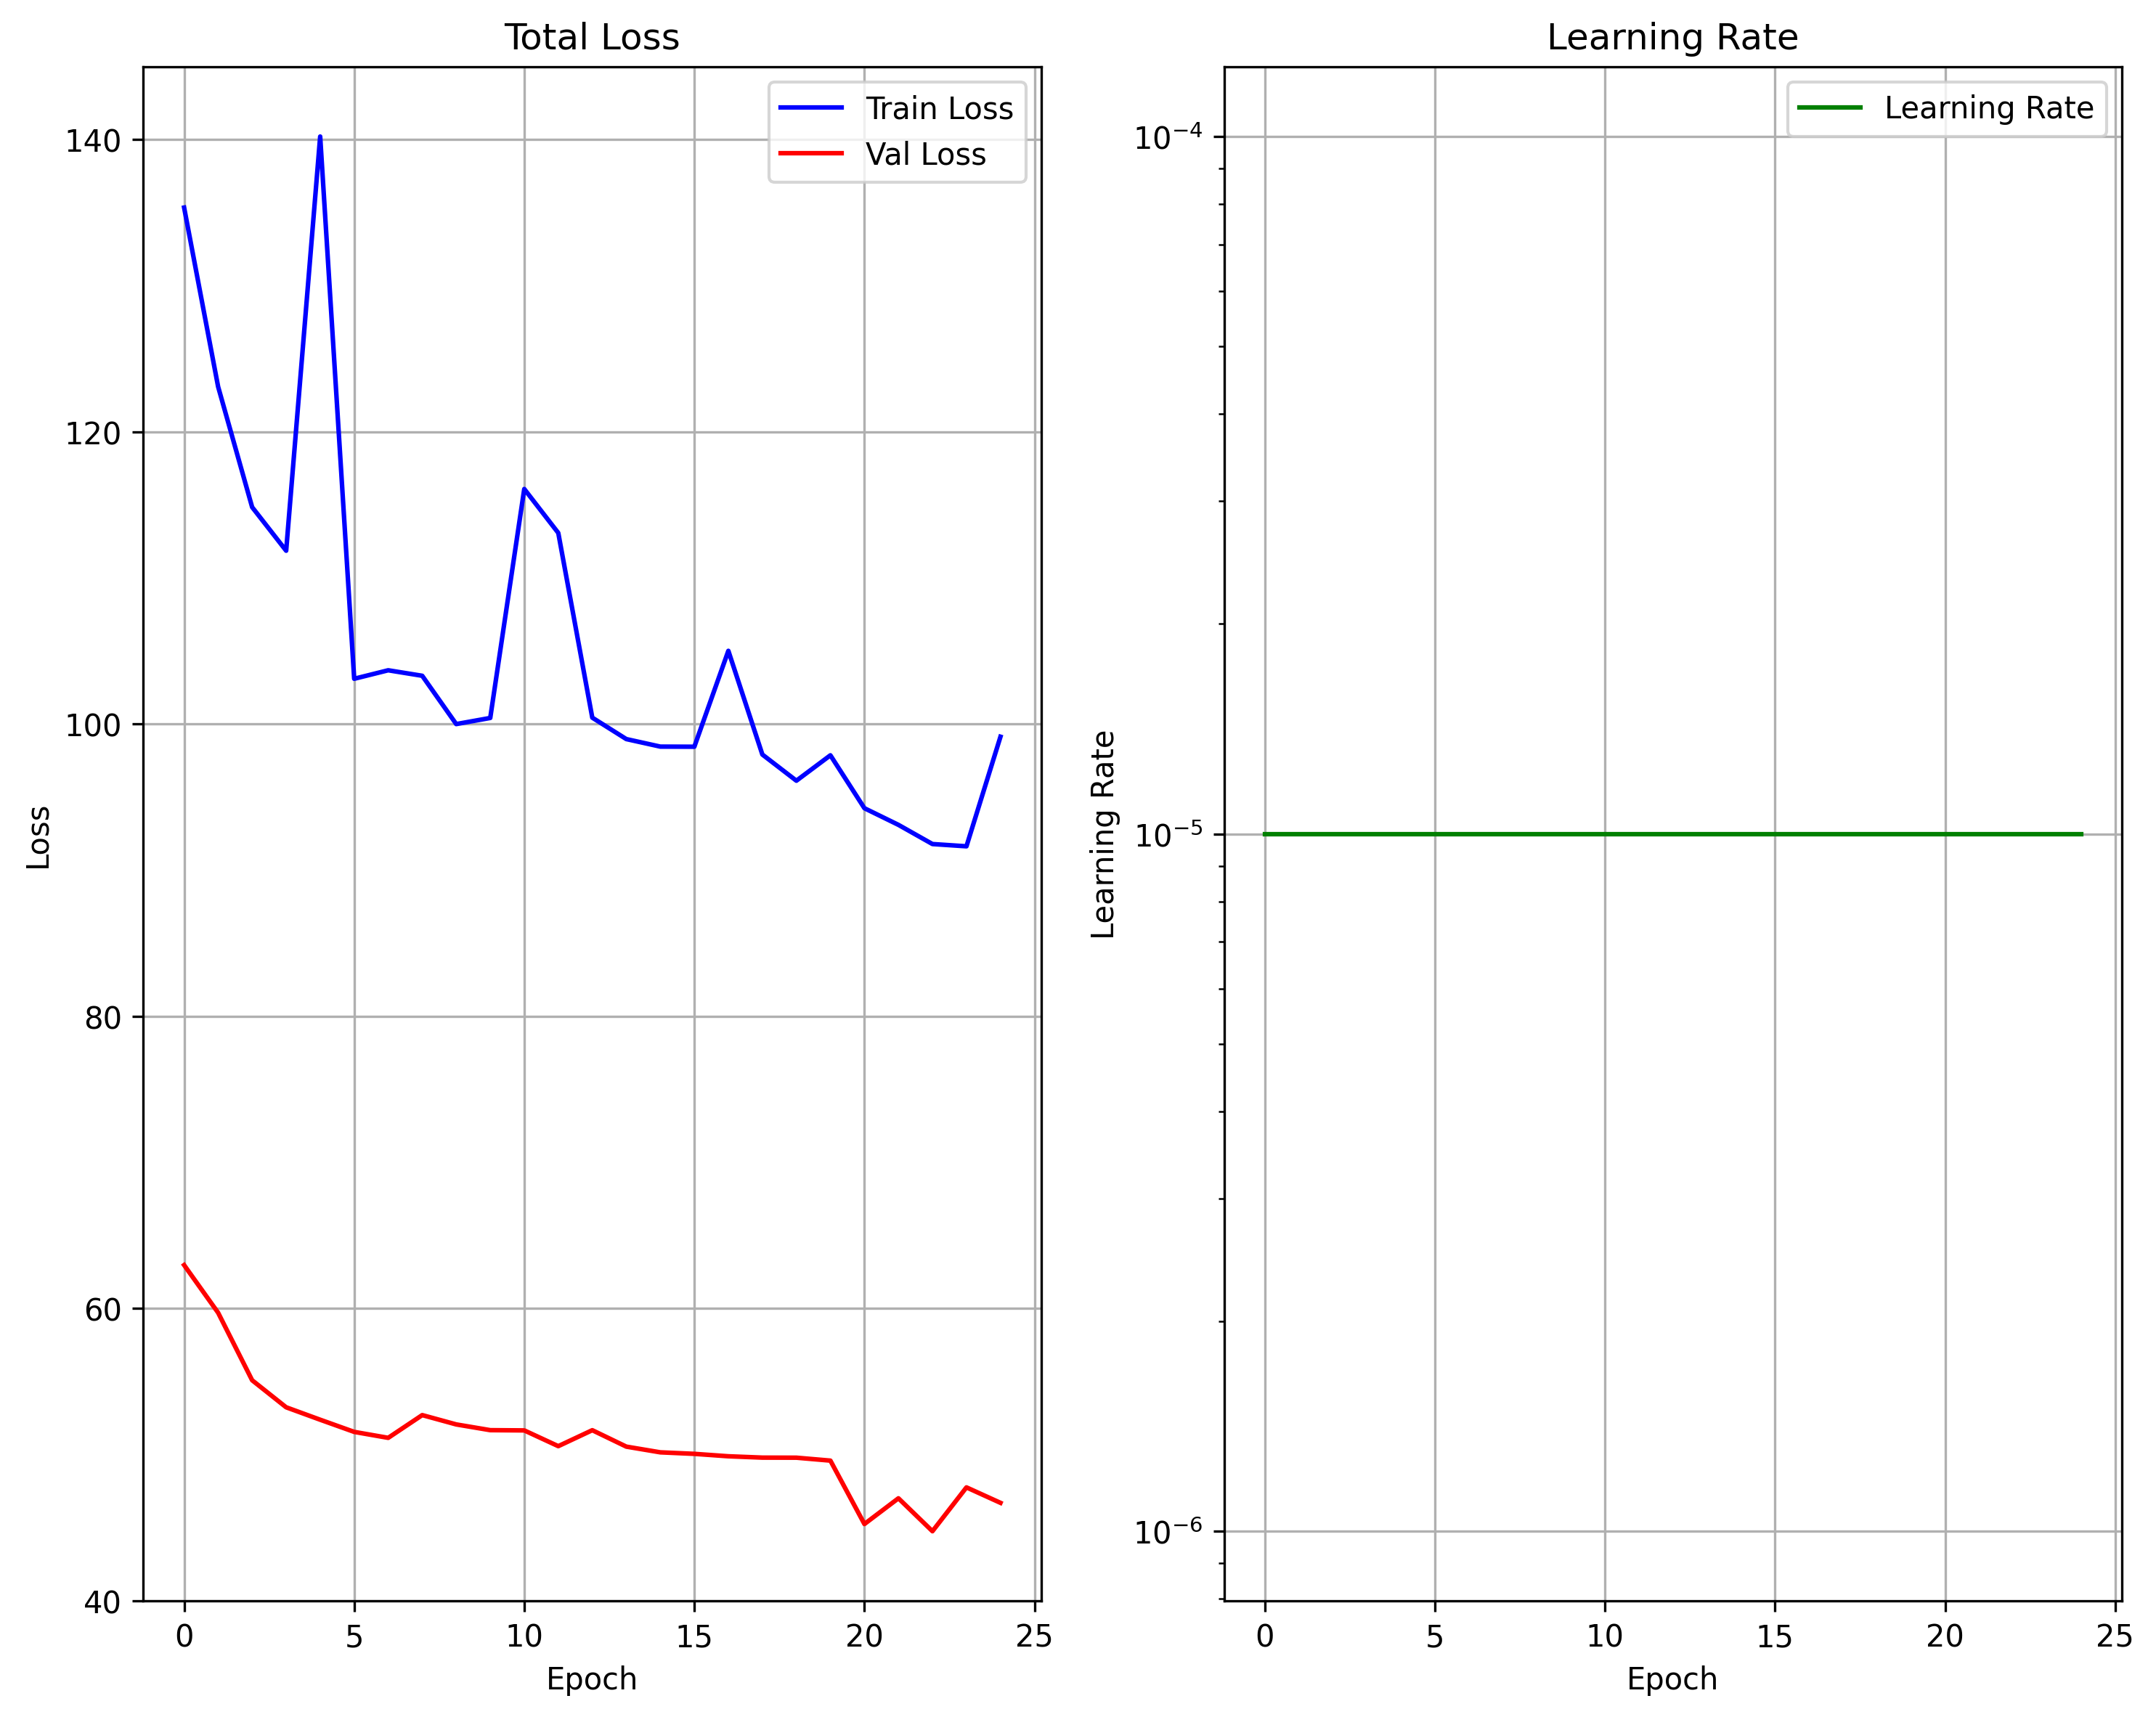 Total Loss
Train Loss
Val Loss
140
120
100
80
60
40
Loss
0 5 10 15 20 25
Epoch
Learning Rate
Learning Rate
10⁻⁴
10⁻⁵
10⁻⁶
Learning Rate
0 5 10 15 20 25
Epoch